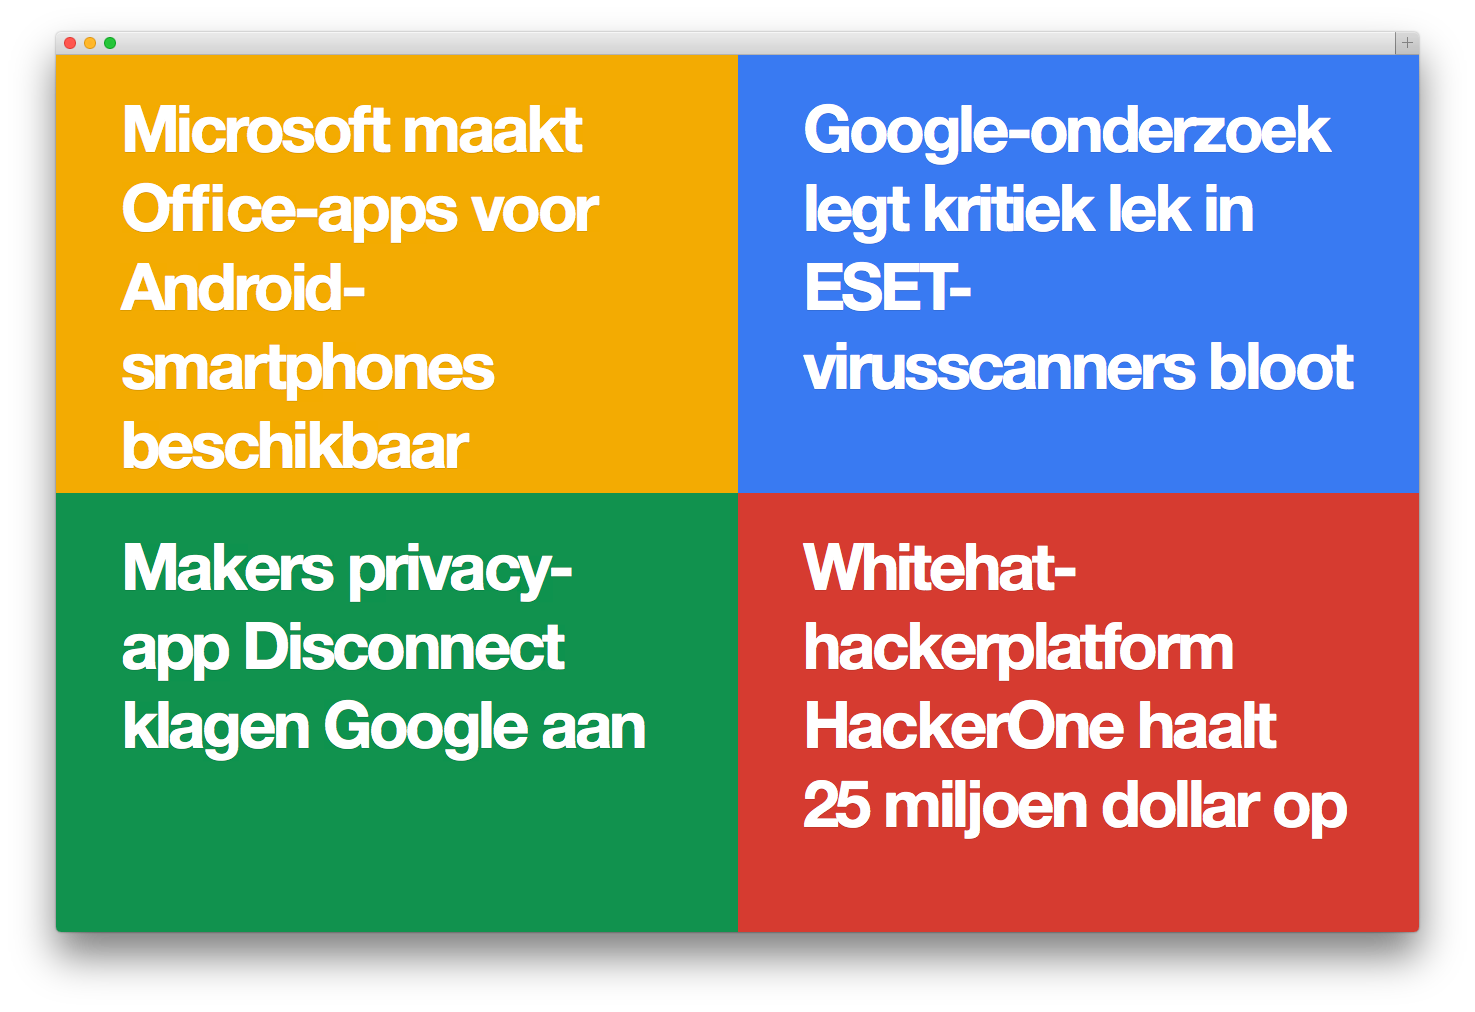 Microsoft maakt
Office-apps voor
Android-
smartphones
beschikbaar
Google-onderzoek
legt kritiek lek in
ESET-
virusscanners bloot
Makers privacy-
app Disconnect
klagen Google aan
Whitehat-
hackerplatform
HackerOne haalt
25 miljoen dollar op